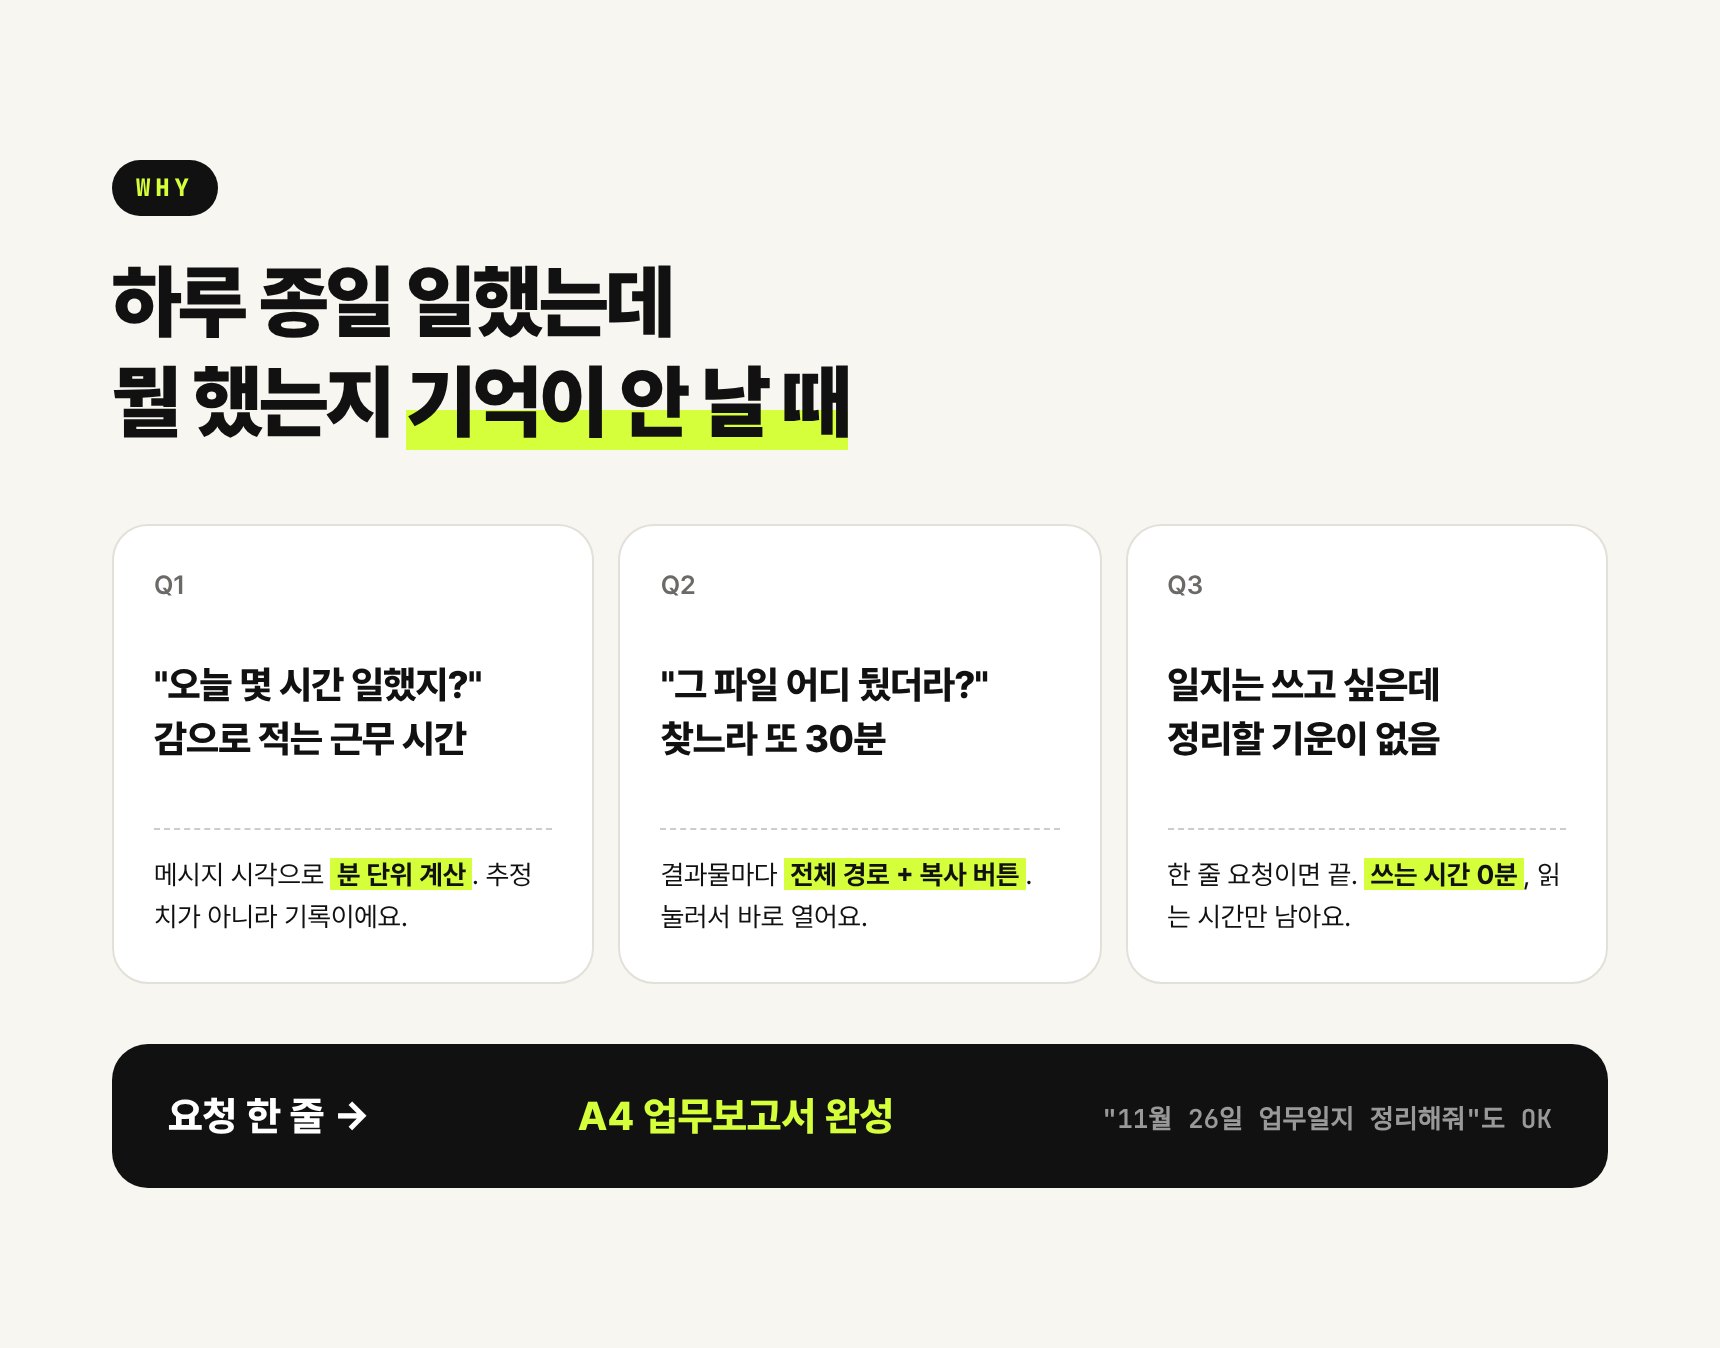 WHY
하루 종일 일했는데
뭘 했는지 기억이 안 날 때
Q1
"오늘 몇 시간 일했지?"
감으로 적는 근무 시간
메시지 시각으로 분 단위 계산. 추정
치가 아니라 기록이에요.
Q2
"그 파일 어디 뒀더라?"
찾느라 또 30분
결과물마다 전체 경로 + 복사 버튼.
눌러서 바로 열어요.
Q3
일지는 쓰고 싶은데
정리할 기운이 없음
한 줄 요청이면 끝. 쓰는 시간 0분, 읽
는 시간만 남아요.
요청 한 줄 →
A4 업무보고서 완성
"11월 26일 업무일지 정리해줘"도 OK